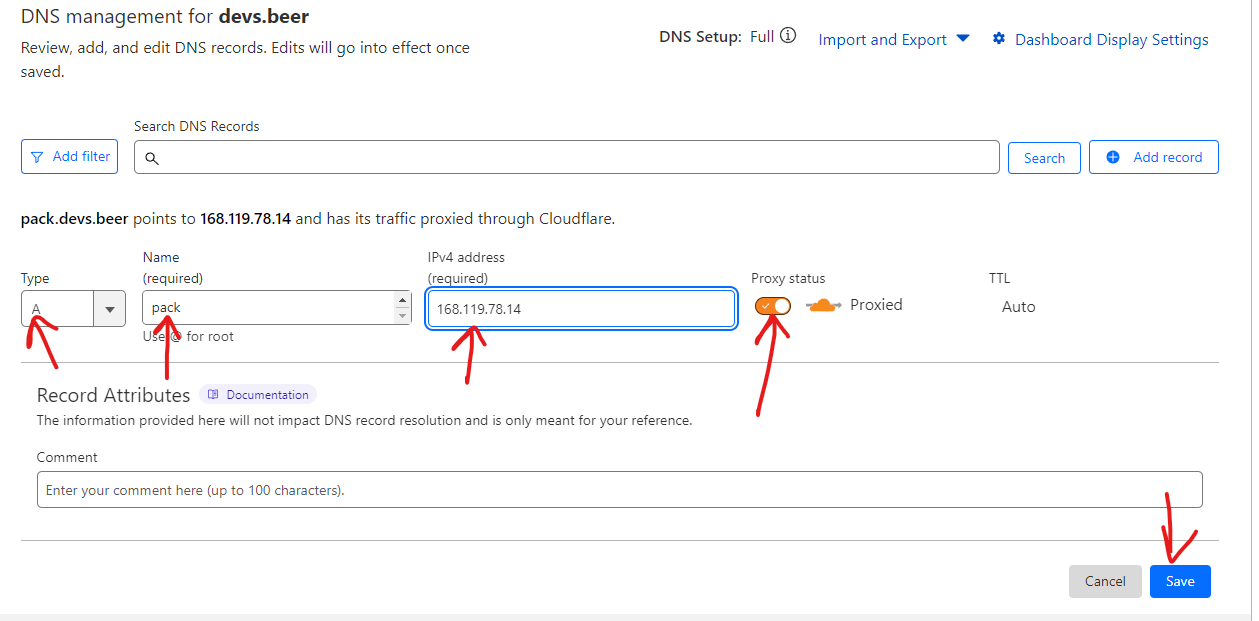 DNS management for devs.beer
Review, add, and edit DNS records. Edits will go into effect once
saved.
DNS Setup: Full
Import and Export
Dashboard Display Settings
Search DNS Records
Add filter
Search
Add record
pack.devs.beer points to 168.119.78.14 and has its traffic proxied through Cloudflare.
Type
Name
(required)
IPv4 address
(required)
Proxy status
TTL
A
pack
168.119.78.14
Proxied
Auto
Use @ for root
Record Attributes
Documentation
The information provided here will not impact DNS record resolution and is only meant for your reference.
Comment
Enter your comment here (up to 100 characters).
Cancel
Save